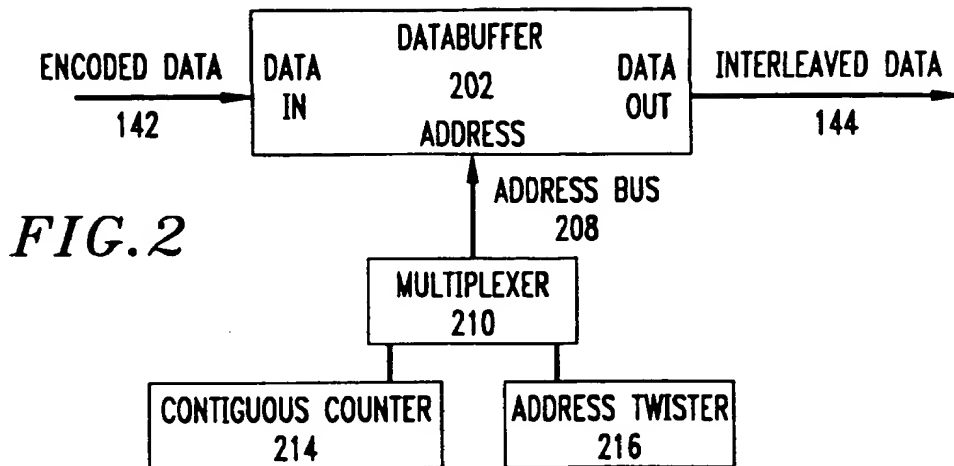 ENCODED DATA
142
DATA IN
DATABUFFER
202
ADDRESS
DATA OUT
INTERLEAVED DATA
144
ADDRESS BUS
208
FIG.2
MULTIPLEXER
210
CONTIGUOUS COUNTER
214
ADDRESS TWISTER
216